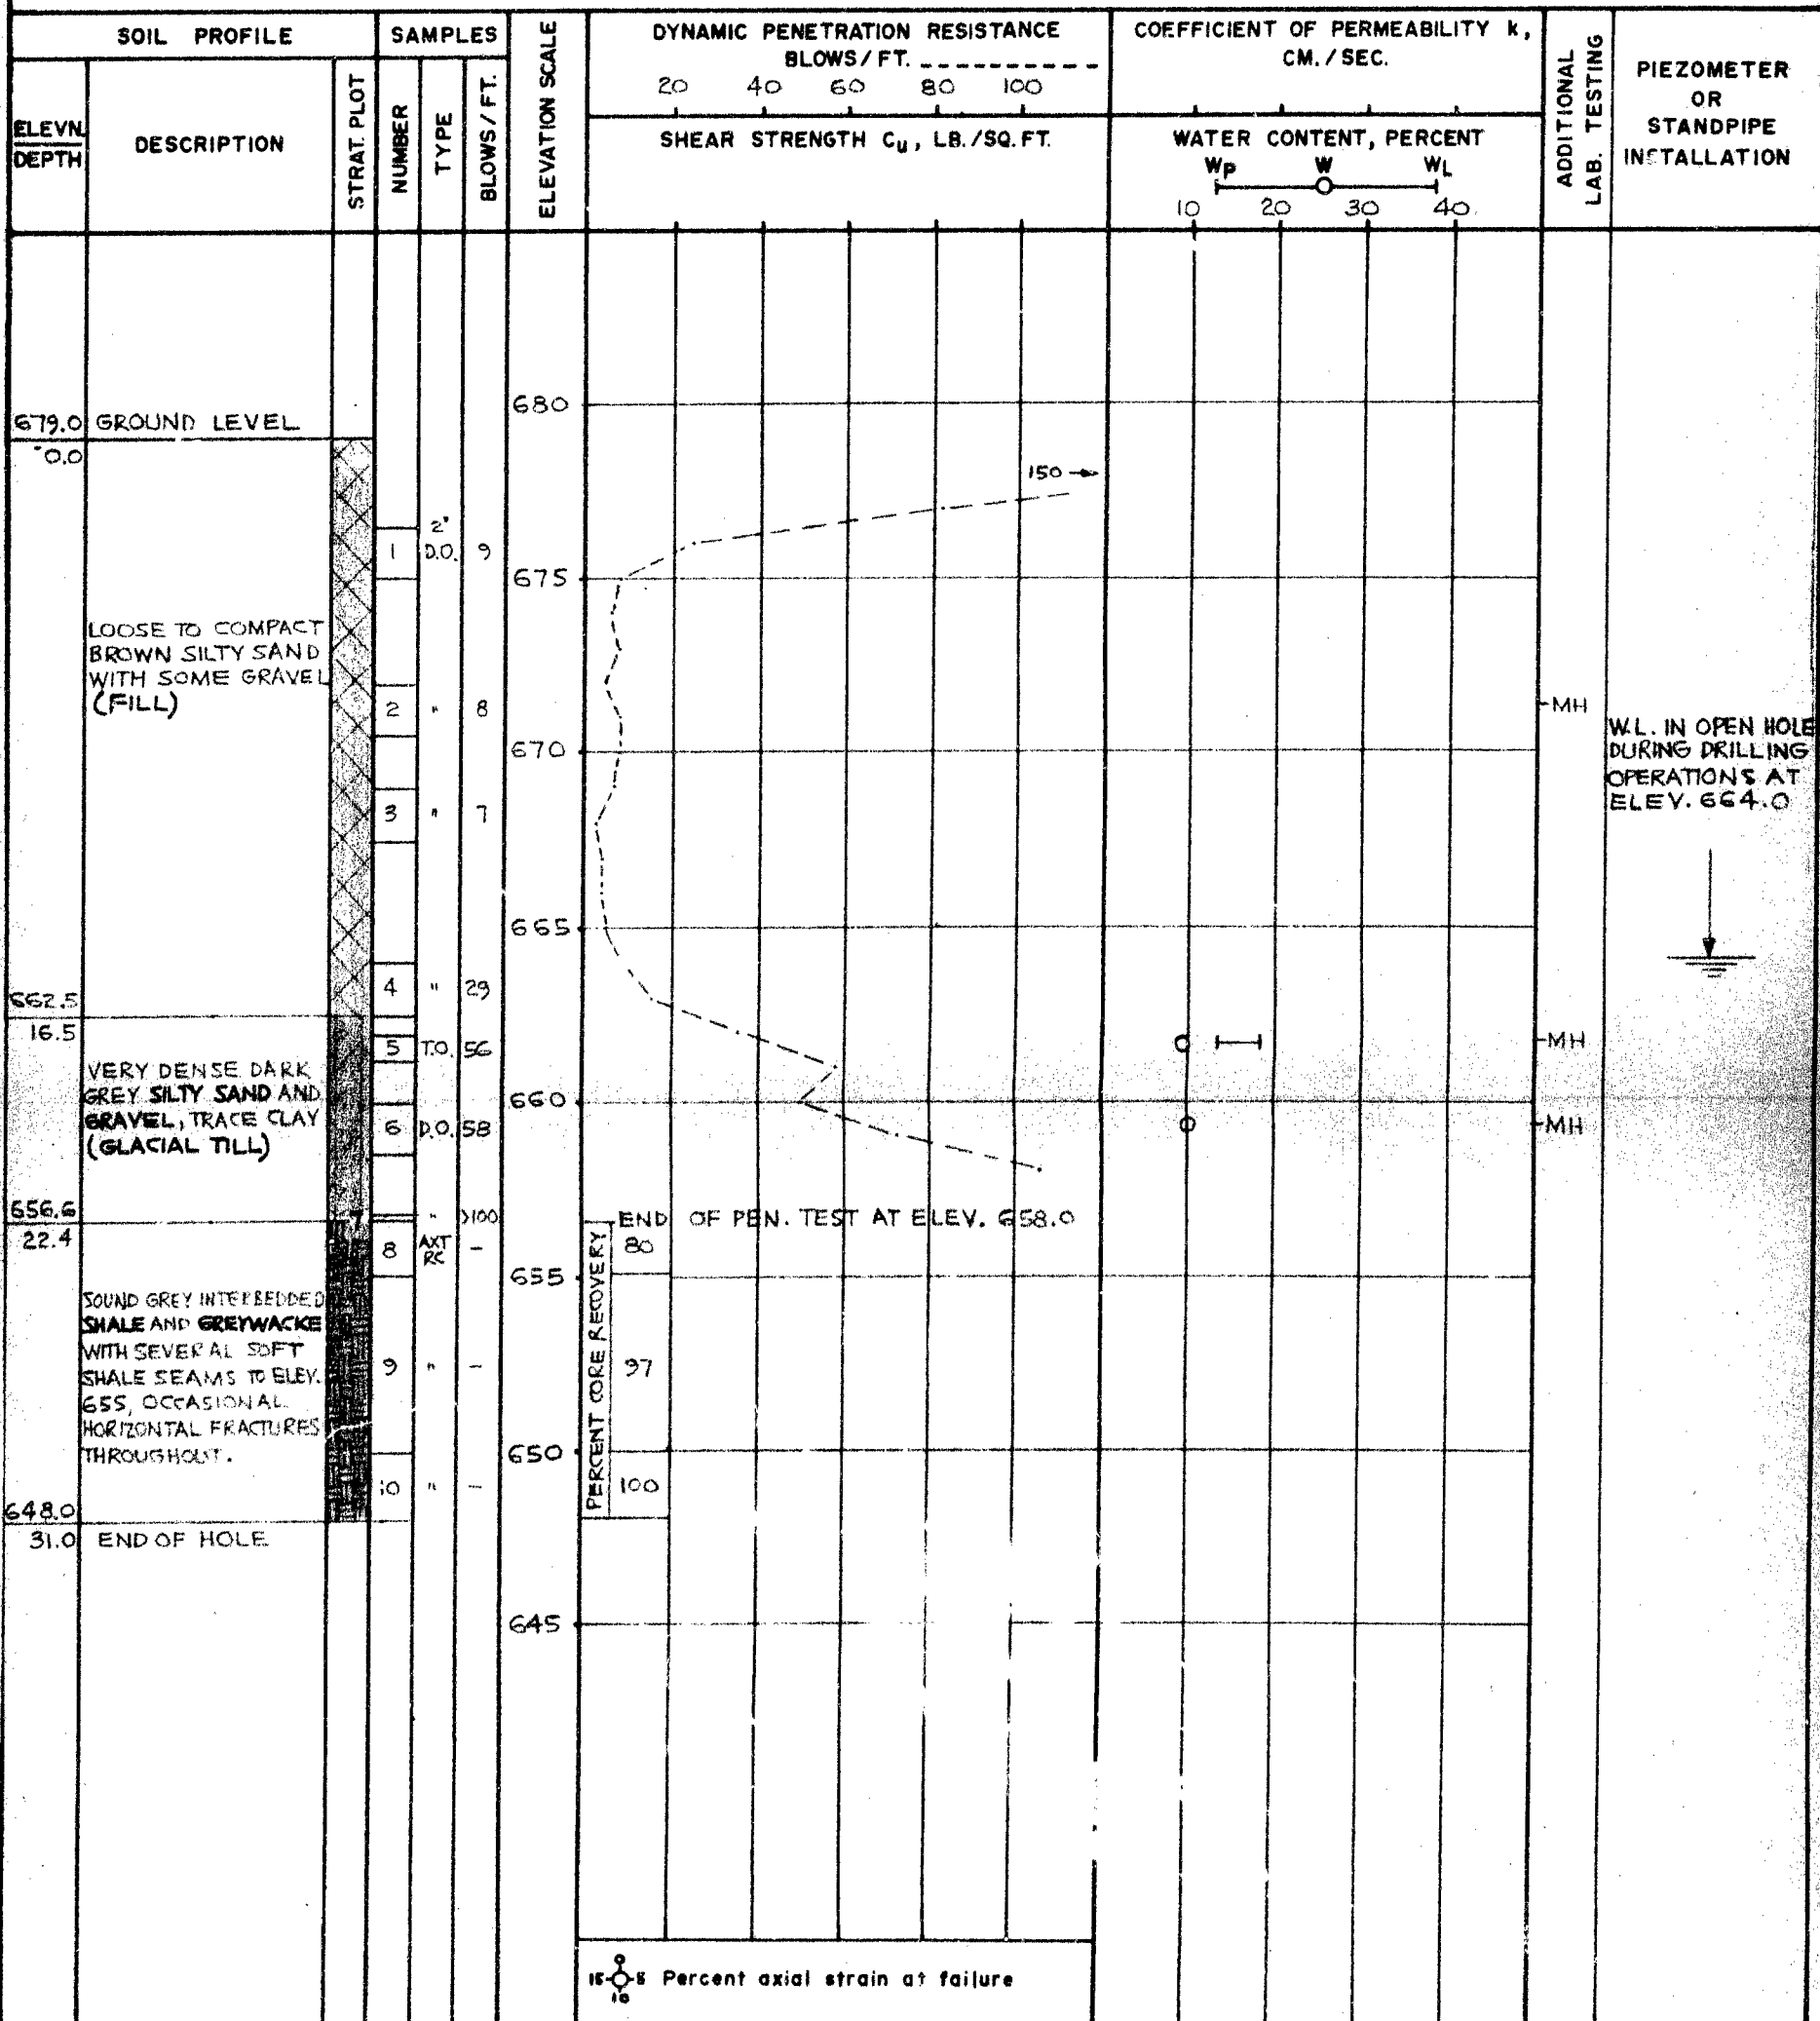 SOIL PROFILE
SAMPLES
ELEVATION SCALE
DYNAMIC PENETRATION RESISTANCE
BLOWS/FT. ----------
20 40 60 80 100
SHEAR STRENGTH Cu, LB./SQ.FT.
COEFFICIENT OF PERMEABILITY k,
CM./SEC.
WATER CONTENT, PERCENT
WP W WL
10 20 30 40
ADDITIONAL
LAB. TESTING
PIEZOMETER
OR
STANDPIPE
INSTALLATION
ELEVN.
DEPTH
DESCRIPTION
STRAT. PLOT
NUMBER
TYPE
BLOWS/FT.
680
679.0 GROUND LEVEL
0.0
150
2"
1 D.O. 9
675
LOOSE TO COMPACT
BROWN SILTY SAND
WITH SOME GRAVEL
(FILL)
2 " 8
MH
W.L. IN OPEN HOLE
DURING DRILLING
OPERATIONS AT
ELEV. 664.0
670
3 " 7
665
4 " 29
662.5
16.5
5 T.O. 56
MH
VERY DENSE DARK
GREY SILTY SAND AND
GRAVEL, TRACE CLAY
(GLACIAL TILL)
660
6 D.O. 58
MH
656.6
" >100
22.4
END OF PEN. TEST AT ELEV. 658.0
8 AXT RC -
80
655
PERCENT CORE RECOVERY
SOUND GREY INTERBEDDED
SHALE AND GREYWACKE
WITH SEVERAL SOFT
SHALE SEAMS TO ELEV.
655, OCCASIONAL
HORIZONTAL FRACTURES
THROUGHOUT.
9 " -
97
650
10 " -
100
648.0
31.0 END OF HOLE
645
0
15 5 Percent axial strain at failure
10